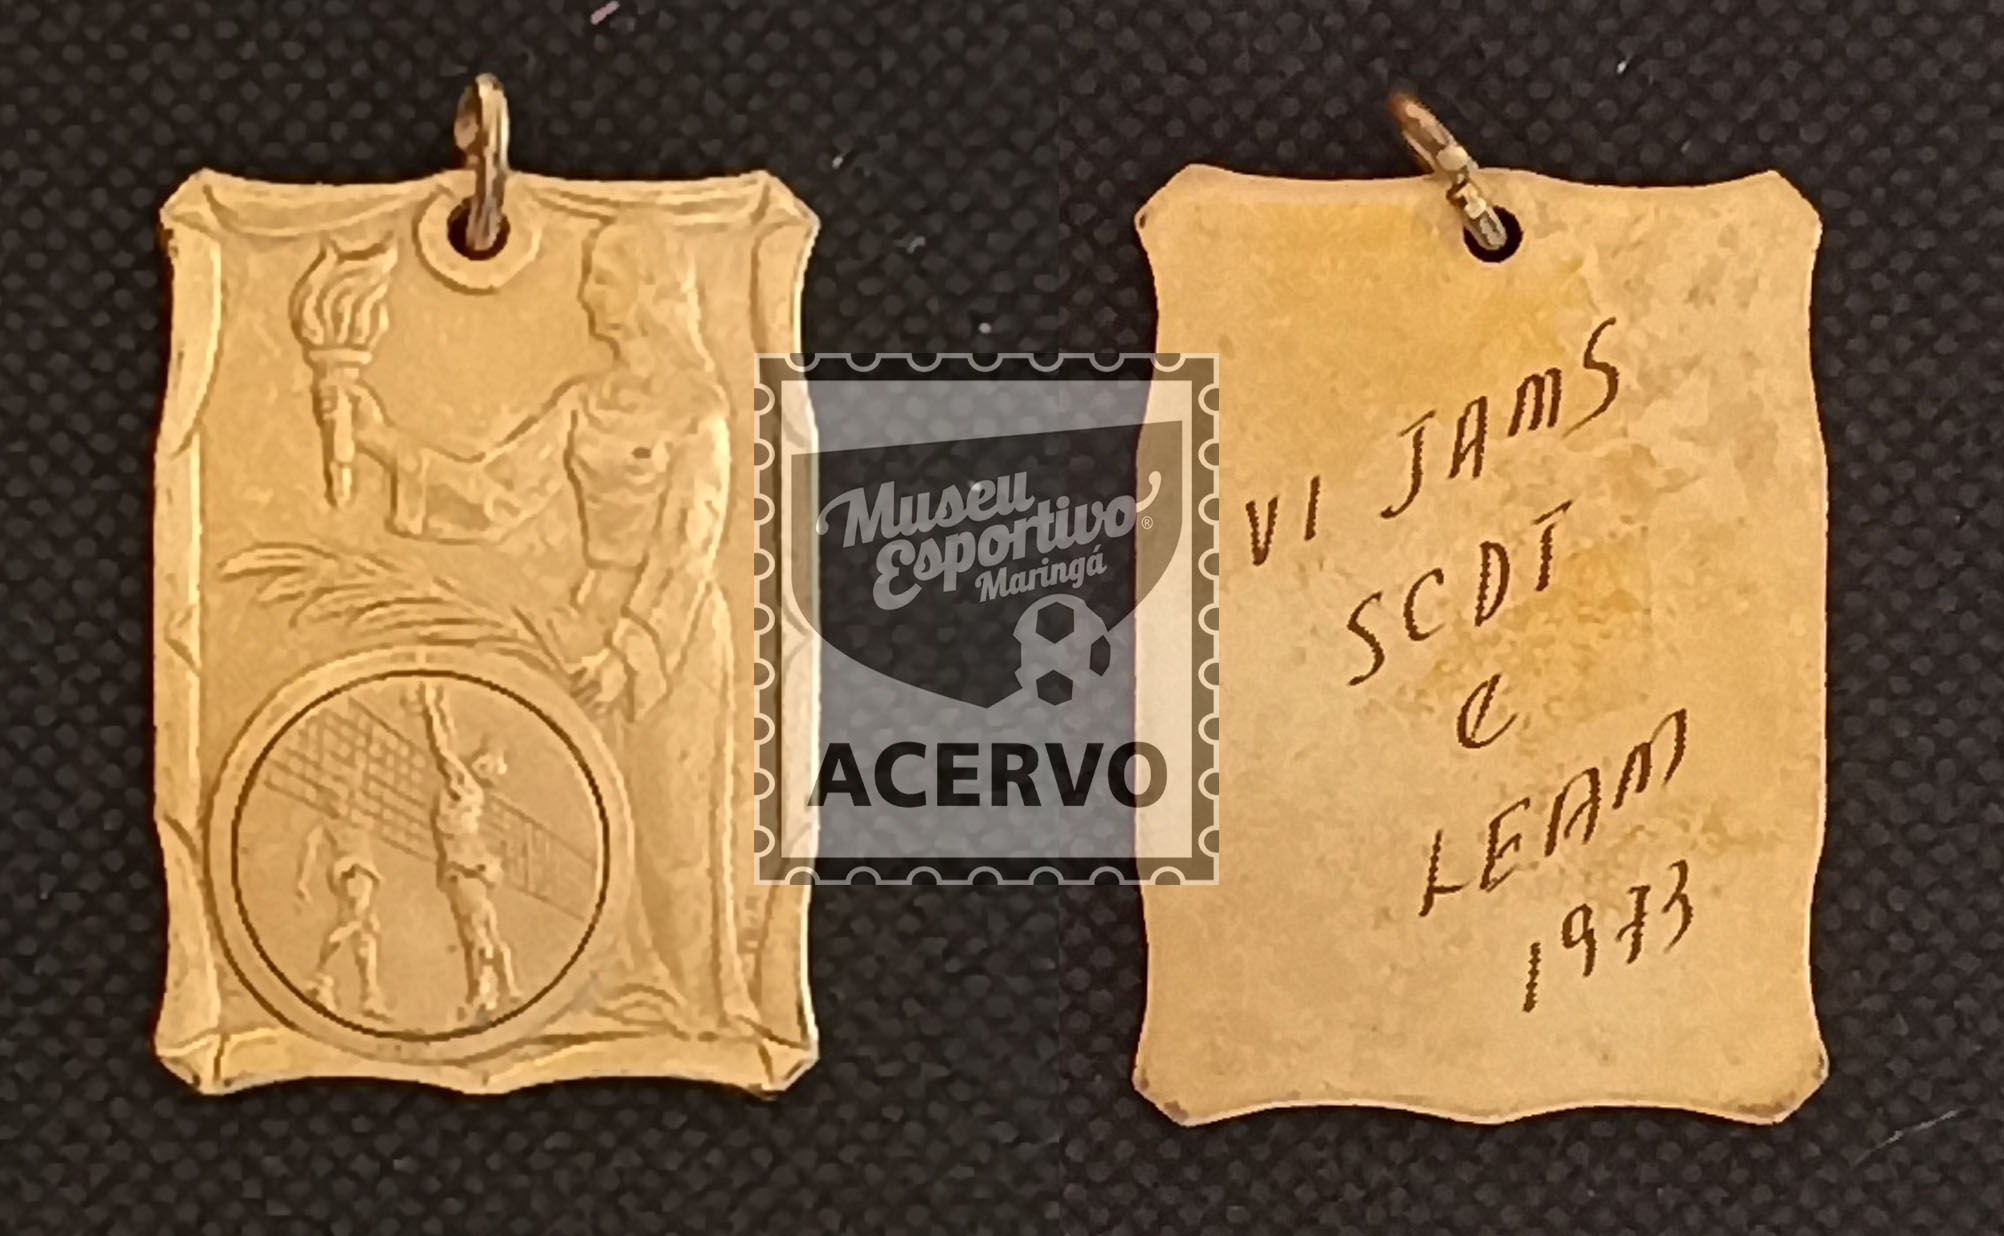 Museu
Esportivo®
Maringá
ACERVO
VI JAMS
SCDT
e
LEAM
1973